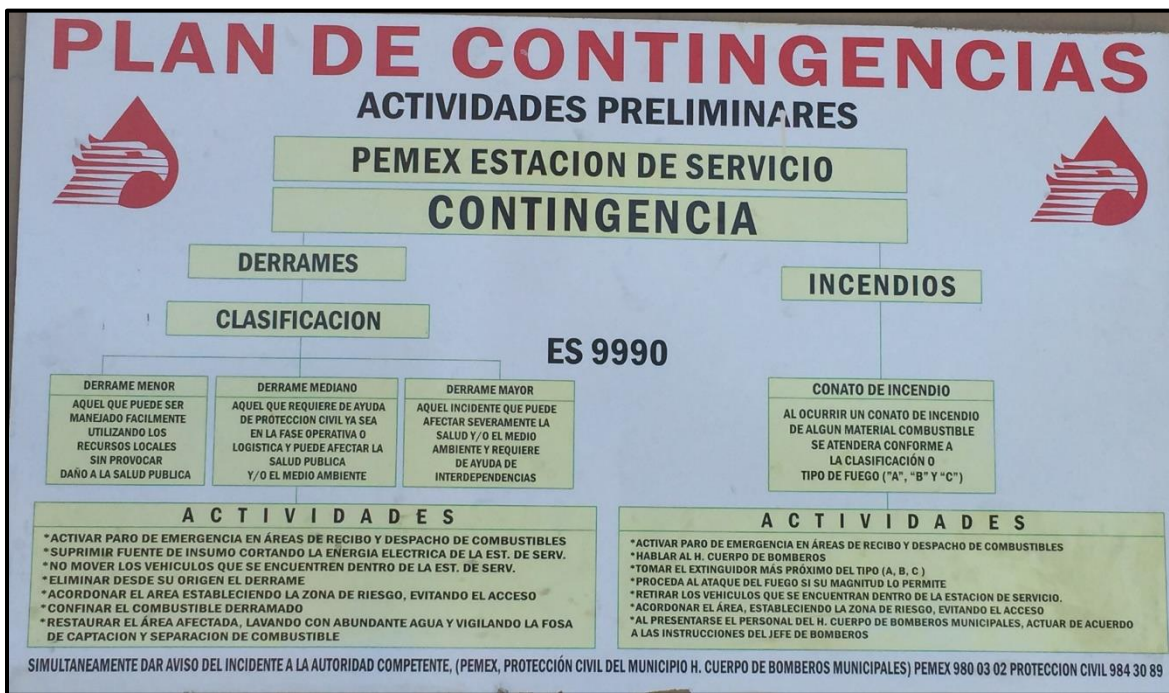 PLAN DE CONTINGENCIAS
ACTIVIDADES PRELIMINARES
PEMEX ESTACION DE SERVICIO
CONTINGENCIA
DERRAMES
CLASIFICACION
DERRAME MENOR
AQUEL QUE PUEDE SER
MANEJADO FACILMENTE
UTILIZANDO LOS
RECURSOS LOCALES
SIN PROVOCAR
DAÑO A LA SALUD PUBLICA
DERRAME MEDIANO
AQUEL QUE REQUIERE DE AYUDA
DE PROTECCION CIVIL YA SEA
EN LA FASE OPERATIVA O
LOGISTICA Y PUEDE AFECTAR LA
SALUD PUBLICA
Y/O EL MEDIO AMBIENTE
DERRAME MAYOR
AQUEL INCIDENTE QUE PUEDE
AFECTAR SEVERAMENTE LA
SALUD Y/O EL MEDIO
AMBIENTE Y REQUIERE
DE AYUDA DE
INTERDEPENDENCIAS
ACTIVIDADES
*ACTIVAR PARO DE EMERGENCIA EN ÁREAS DE RECIBO Y DESPACHO DE COMBUSTIBLES
*SUPRIMIR FUENTE DE INSUMO CORTANDO LA ENERGIA ELECTRICA DE LA EST. DE SERV.
*NO MOVER LOS VEHICULOS QUE SE ENCUENTREN DENTRO DE LA EST. DE SERV.
*ELIMINAR DESDE SU ORIGEN EL DERRAME
*ACORDONAR EL AREA ESTABLECIENDO LA ZONA DE RIESGO, EVITANDO EL ACCESO
*CONFINAR EL COMBUSTIBLE DERRAMADO
*RESTAURAR EL ÁREA AFECTADA, LAVANDO CON ABUNDANTE AGUA Y VIGILANDO LA FOSA
DE CAPTACION Y SEPARACION DE COMBUSTIBLE
ES 9990
INCENDIOS
CONATO DE INCENDIO
AL OCURRIR UN CONATO DE INCENDIO
DE ALGUN MATERIAL COMBUSTIBLE
SE ATENDERA CONFORME A
LA CLASIFICACIÓN O
TIPO DE FUEGO ("A", "B" Y "C")
ACTIVIDADES
*ACTIVAR PARO DE EMERGENCIA EN ÁREAS DE RECIBO Y DESPACHO DE COMBUSTIBLES
*HABLAR AL H. CUERPO DE BOMBEROS
*TOMAR EL EXTINGUIDOR MÁS PRÓXIMO DEL TIPO (A, B, C )
*PROCEDA AL ATAQUE DEL FUEGO SI SU MAGNITUD LO PERMITE
*RETIRAR LOS VEHICULOS QUE SE ENCUENTRAN DENTRO DE LA ESTACION DE SERVICIO.
*ACORDONAR EL ÁREA, ESTABLECIENDO LA ZONA DE RIESGO, EVITANDO EL ACCESO
*AL PRESENTARSE EL PERSONAL DEL H. CUERPO DE BOMBEROS MUNICIPALES, ACTUAR DE ACUERDO
A LAS INSTRUCCIONES DEL JEFE DE BOMBEROS
SIMULTANEAMENTE DAR AVISO DEL INCIDENTE A LA AUTORIDAD COMPETENTE, (PEMEX, PROTECCIÓN CIVIL DEL MUNICIPIO H. CUERPO DE BOMBEROS MUNICIPALES) PEMEX 980 03 02 PROTECCION CIVIL 984 30 89